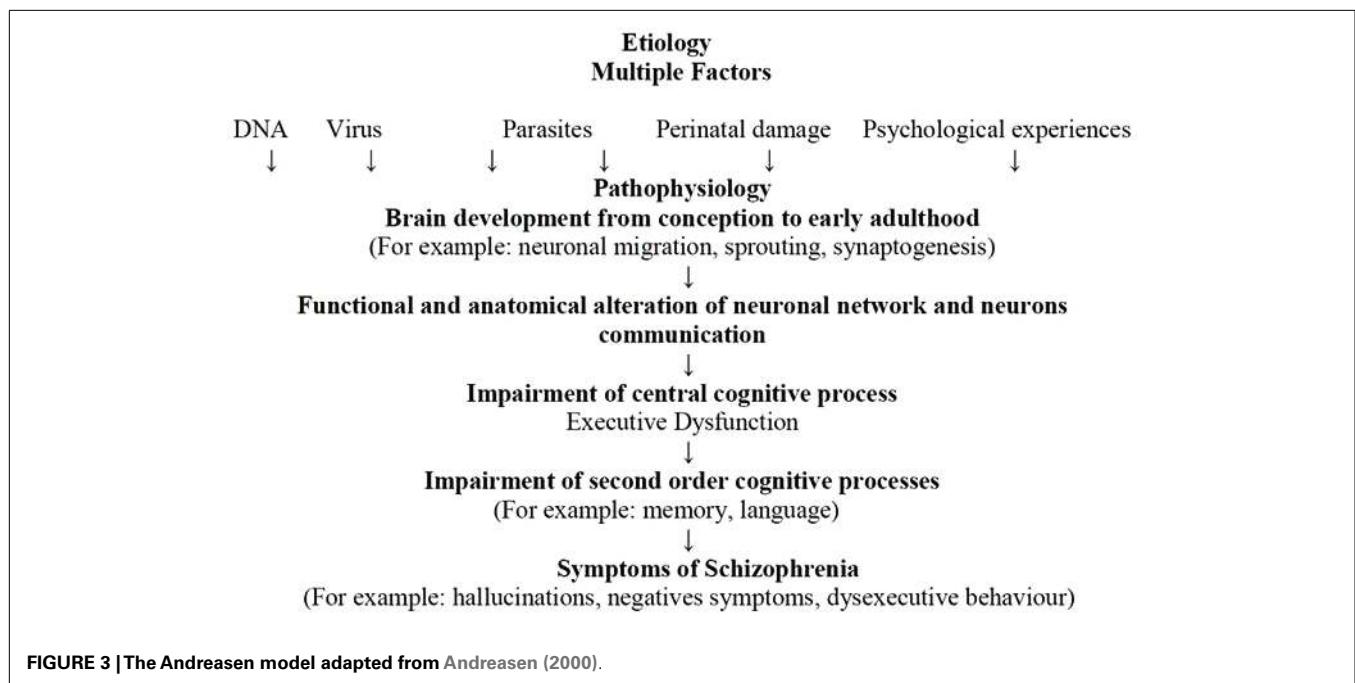 Etiology
Multiple Factors
DNA Virus Parasites Perinatal damage Psychological experiences
↓ ↓ ↓ ↓ ↓ ↓
Pathophysiology
Brain development from conception to early adulthood
(For example: neuronal migration, sprouting, synaptogenesis)
↓
Functional and anatomical alteration of neuronal network and neurons
communication
↓
Impairment of central cognitive process
Executive Dysfunction
↓
Impairment of second order cognitive processes
(For example: memory, language)
↓
Symptoms of Schizophrenia
(For example: hallucinations, negatives symptoms, dysexecutive behaviour)
FIGURE 3 | The Andreasen model adapted from Andreasen (2000).